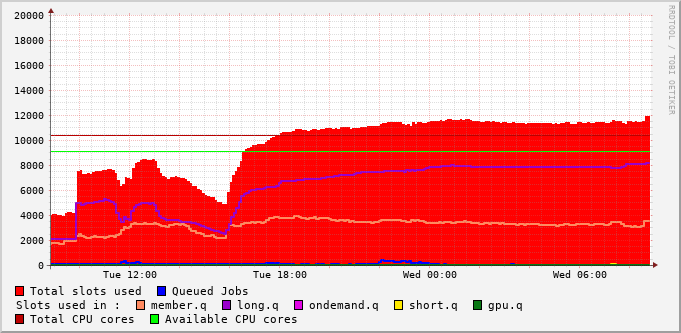 20000
18000
16000
14000
12000
10000
8000
6000
4000
2000
0
Tue 12:00 Tue 18:00 Wed 00:00 Wed 06:00
RRDTOOL / TOBI OETIKER
Total slots used Queued Jobs
Slots used in : member.q long.q ondemand.q short.q gpu.q
Total CPU cores Available CPU cores